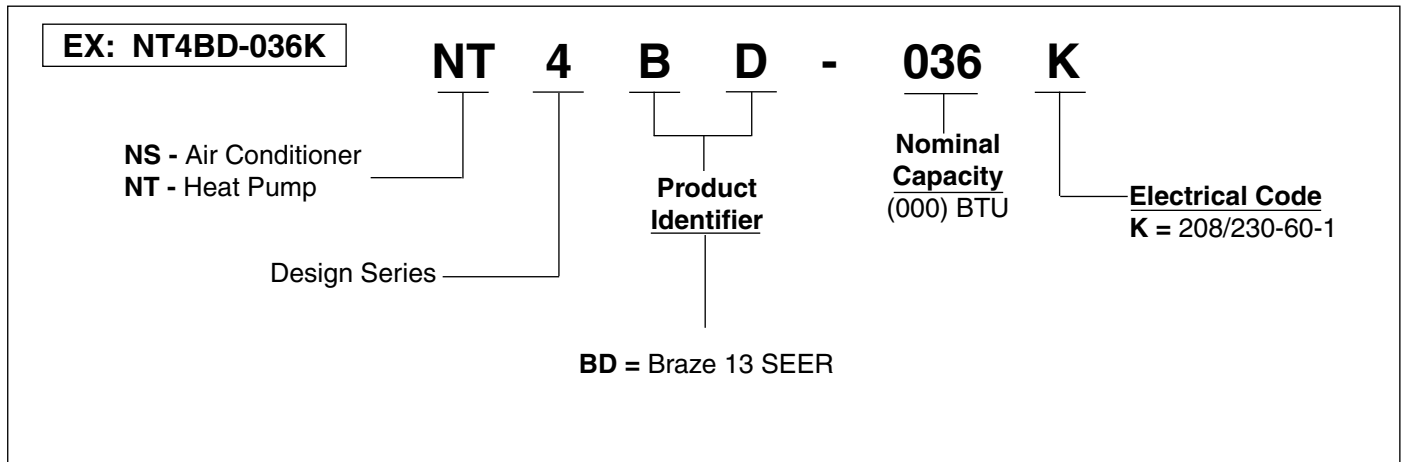 EX: NT4BD-036K
NT 4 B D - 036 K
NS - Air Conditioner
NT - Heat Pump
Design Series
Product
Identifier
BD = Braze 13 SEER
Nominal
Capacity
(000) BTU
Electrical Code
K = 208/230-60-1